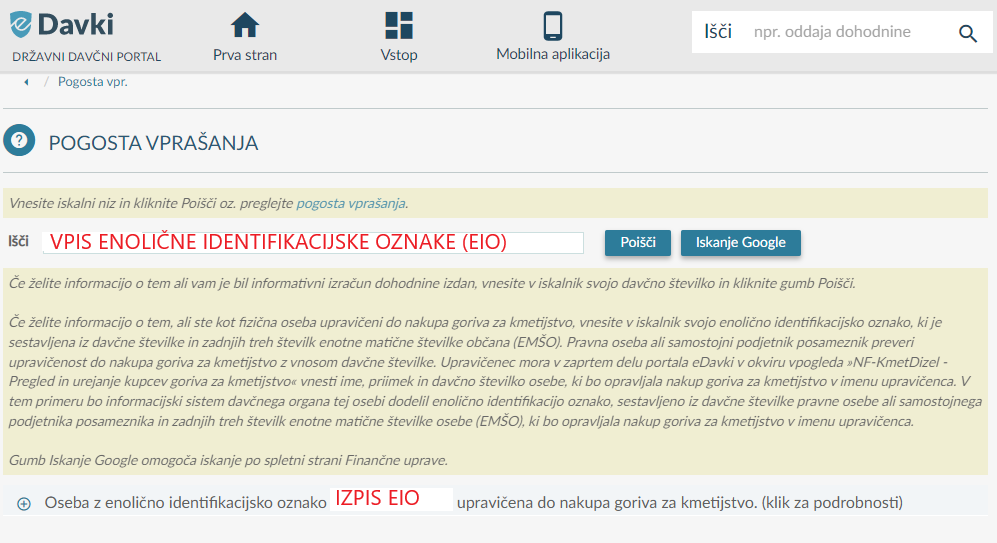 eDavki
DRŽAVNI DAVČNI PORTAL
Prva stran
Vstop
Mobilna aplikacija
Išči npr. oddaja dohodnine
/ Pogosta vpr.
POGOSTA VPRAŠANJA
Vnesite iskalni niz in kliknite Poišči oz. preglejte pogosta vprašanja.
Išči VPIS ENOLIČNE IDENTIFIKACIJSKE OZNAKE (EIO) Poišči Iskanje Google
Če želite informacijo o tem ali vam je bil informativni izračun dohodnine izdan, vnesite v iskalnik svojo davčno številko in kliknite gumb Poišči.
Če želite informacijo o tem, ali ste kot fizična oseba upravičeni do nakupa goriva za kmetijstvo, vnesite v iskalnik svojo enolično identifikacijsko oznako, ki je
sestavljena iz davčne številke in zadnjih treh številk enotne matične številke občana (EMŠO). Pravna oseba ali samostojni podjetnik posameznik preveri
upravičenost do nakupa goriva za kmetijstvo z vnosom davčne številke. Upravičenec mora v zaprtem delu portala eDavki v okviru vpogleda »NF-KmetDizel -
Pregled in urejanje kupcev goriva za kmetijstvo« vnesti ime, priimek in davčno številko osebe, ki bo opravljala nakup goriva za kmetijstvo v imenu upravičenca. V
tem primeru bo informacijski sistem davčnega organa tej osebi dodelil enolično identifikacijo oznako, sestavljeno iz davčne številke pravne osebe ali samostojnega
podjetnika posameznika in zadnjih treh številk enotne matične številke osebe (EMŠO), ki bo opravljala nakup goriva za kmetijstvo v imenu upravičenca.
Gumb Iskanje Google omogoča iskanje po spletni strani Finančne uprave.
Oseba z enolično identifikacijsko oznako IZPIS EIO upravičena do nakupa goriva za kmetijstvo. (klik za podrobnosti)